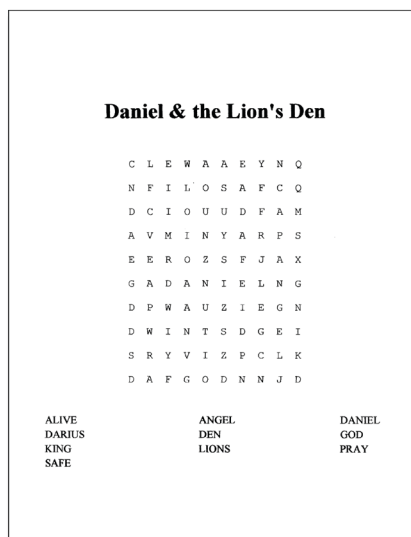 Daniel & the Lion's Den
C L E W A A E Y N Q
N F I L O S A F C Q
D C I O U U D F A M
A V M I N Y A R P S
E E R O Z S F J A X
G A D A N I E L N G
D P W A U Z I E G N
D W I N T S D G E I
S R Y V I Z P C L K
D A F G O D N N J D
ALIVE ANGEL DANIEL
DARIUS DEN GOD
KING LIONS PRAY
SAFE